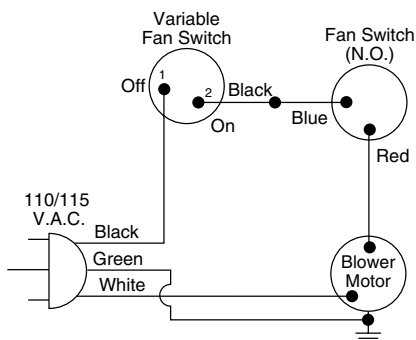 Variable
Fan Switch
Fan Switch
(N.O.)
1
Off
2
Black
On
Blue
Red
110/115
V.A.C.
Black
Green
White
Blower
Motor